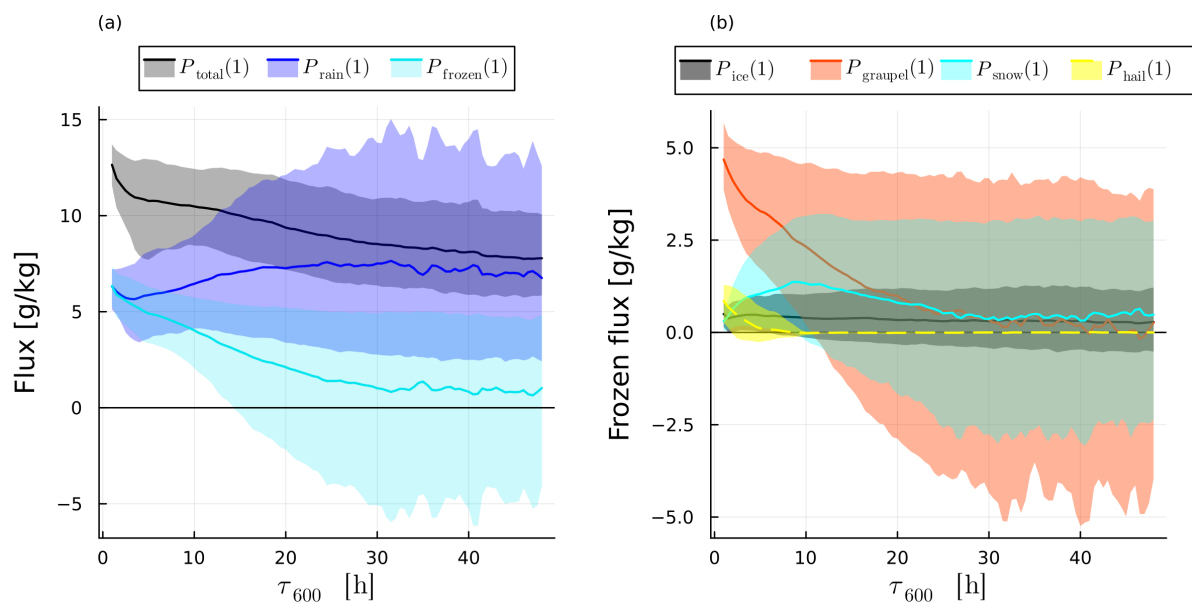 (a)
P_total(1) P_rain(1) P_frozen(1)
15
10
5
0
−5
Flux [g/kg]
0 10 20 30 40
τ_600 [h]
(b)
P_ice(1) P_graupel(1) P_snow(1) P_hail(1)
5.0
2.5
0.0
−2.5
−5.0
Frozen flux [g/kg]
0 10 20 30 40
τ_600 [h]